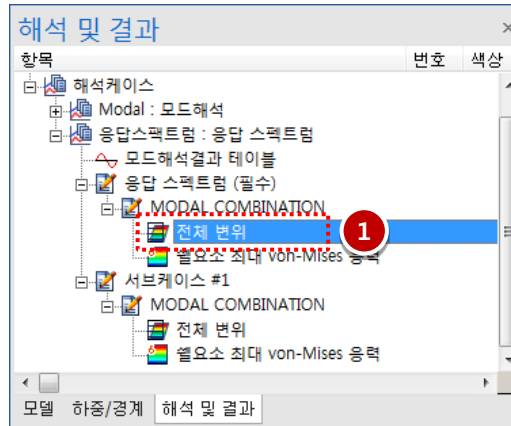 해석 및 결과
항목 번호 색상
해석케이스
Modal : 모드해석
응답스팩트럼 : 응답 스펙트럼
모드해석결과 테이블
응답 스펙트럼 (필수)
MODAL COMBINATION
전체 변위 1
쉘요소 최대 von-Mises 응력
서브케이스 #1
MODAL COMBINATION
전체 변위
쉘요소 최대 von-Mises 응력
모델 하중/경계 해석 및 결과